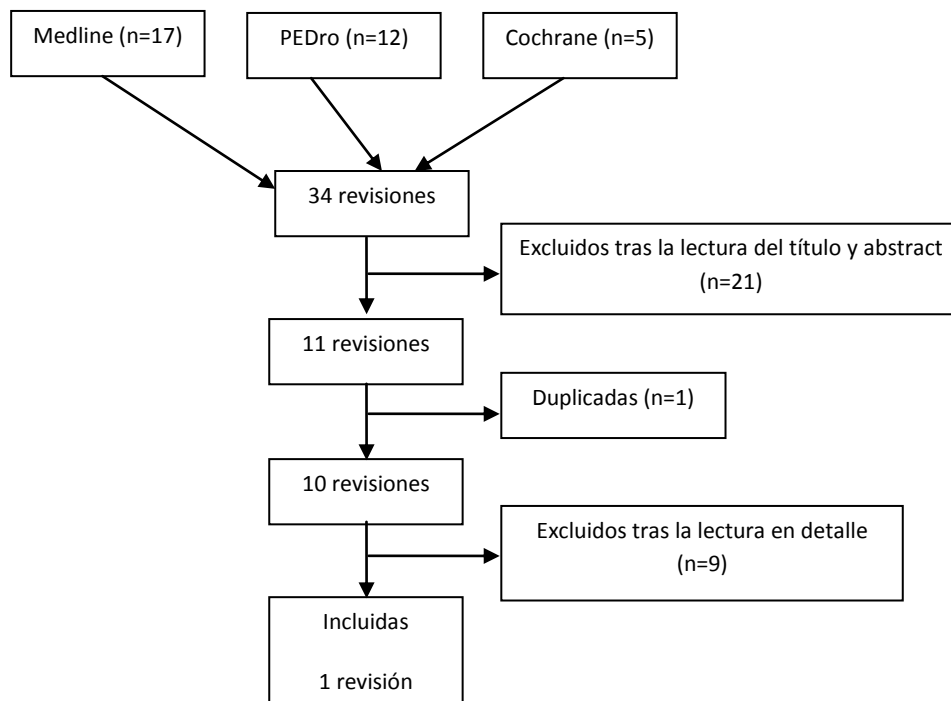 Medline (n=17)
PEDro (n=12)
Cochrane (n=5)
34 revisiones
Excluidos tras la lectura del título y abstract
(n=21)
11 revisiones
Duplicadas (n=1)
10 revisiones
Excluidos tras la lectura en detalle
(n=9)
Incluidas
1 revisión